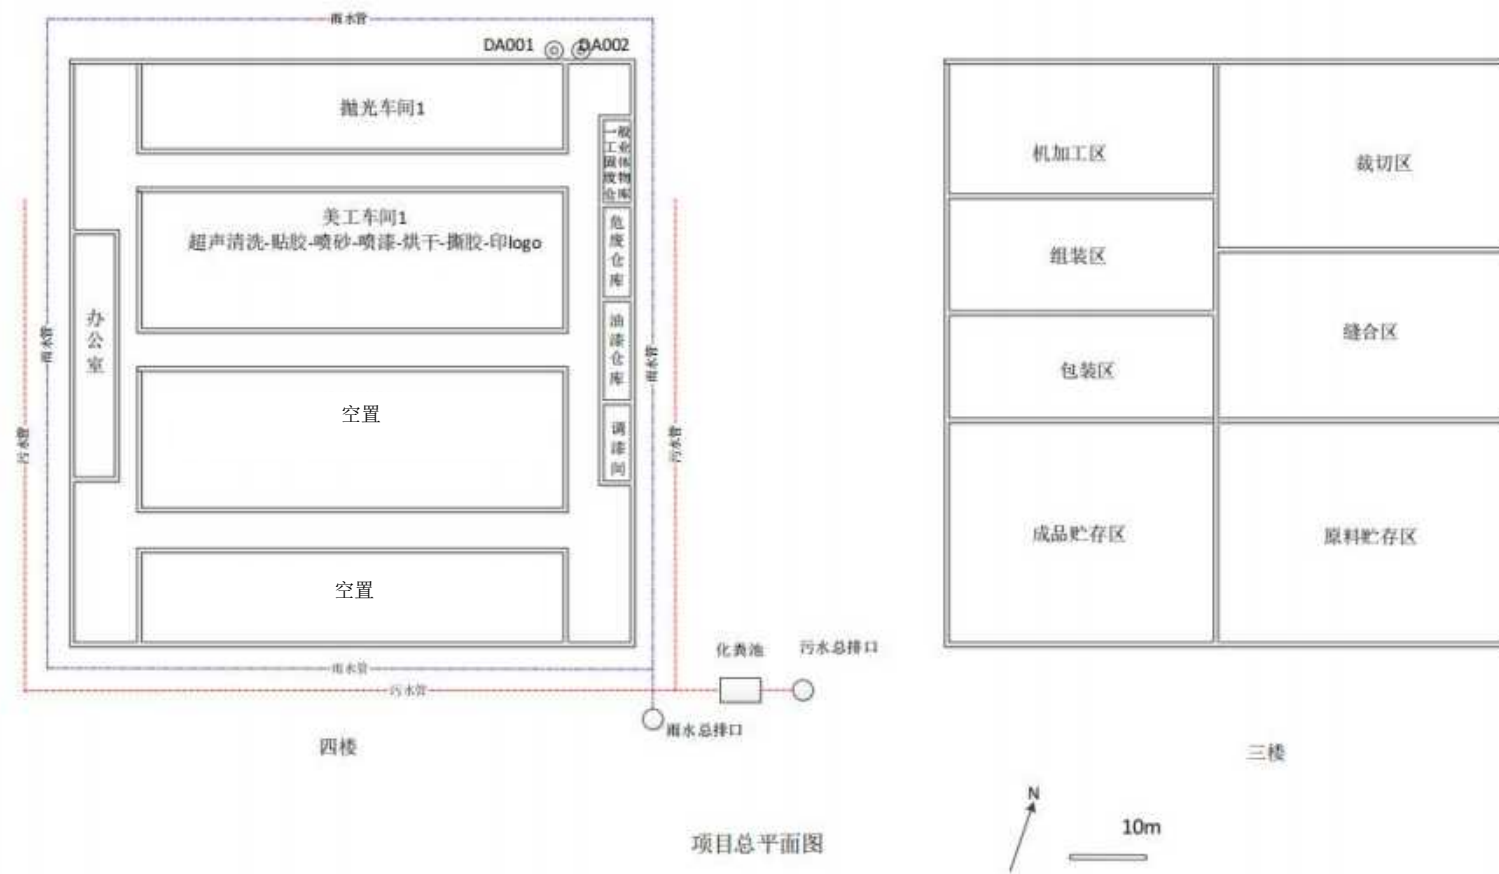 雨水管
DA001
DA002
抛光车间1
一般
工业
固体
废物
仓库
美工车间1
超声清洗-贴胶-喷砂-喷漆-烘干-撕胶-印logo
危废仓库
办公室
油漆仓库
雨水管
雨水管
空置
调漆间
污水管
污水管
空置
雨水管
污水管
化粪池
污水总排口
雨水总排口
四楼
机加工区
裁切区
组装区
缝合区
包装区
成品贮存区
原料贮存区
三楼
N
10m
项目总平面图